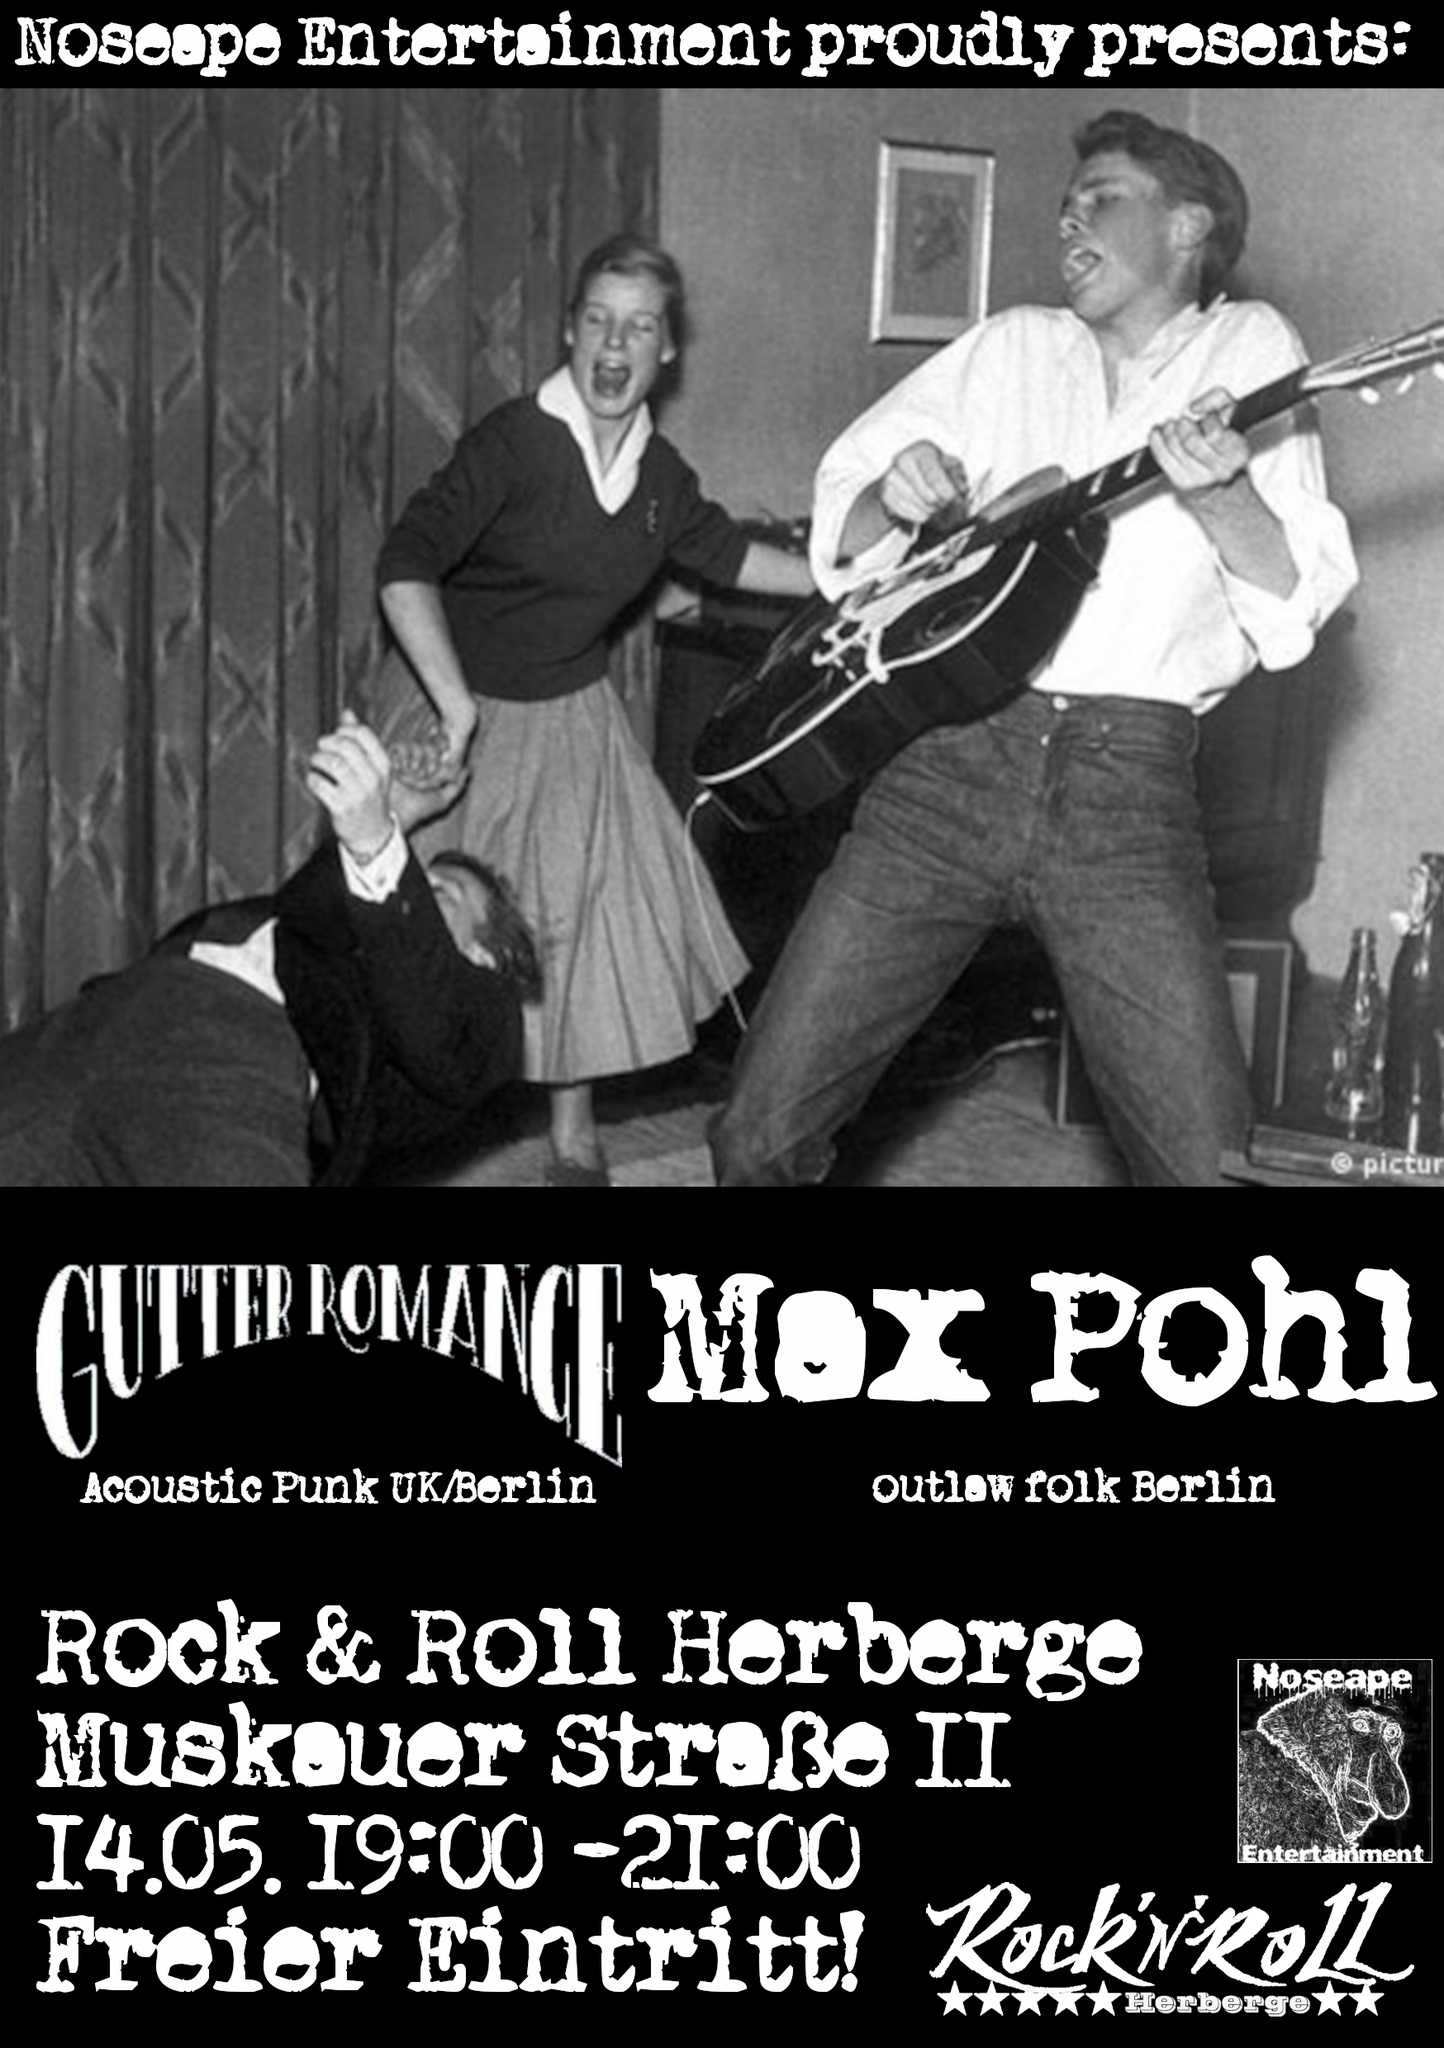 Noseape Entertainment proudly presents:
© pictur
GUTTER ROMANCE
Max Pohl
Acoustic Punk UK/Berlin
outlaw folk Berlin
Rock & Roll Herberge
Muskauer Straße 11
14.05. 19:00 -21:00
Freier Eintritt!
Noseape
Entertainment
Rock'n'Roll
Herberge